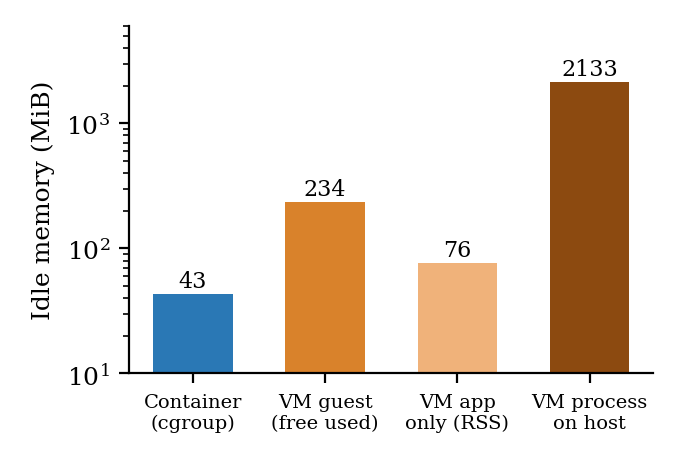 Idle memory (MiB)
10³
10²
10¹
43
234
76
2133
Container
(cgroup)
VM guest
(free used)
VM app
only (RSS)
VM process
on host